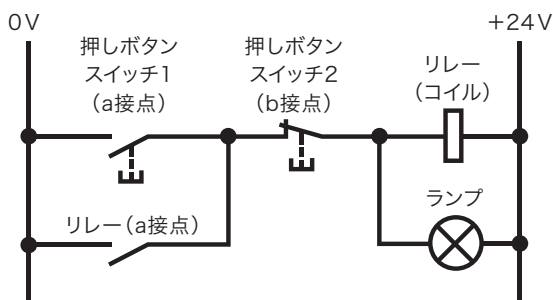 0V
+24V
押しボタン
スイッチ1
（a接点）
押しボタン
スイッチ2
（b接点）
リレー
（コイル）
リレー（a接点）
ランプ